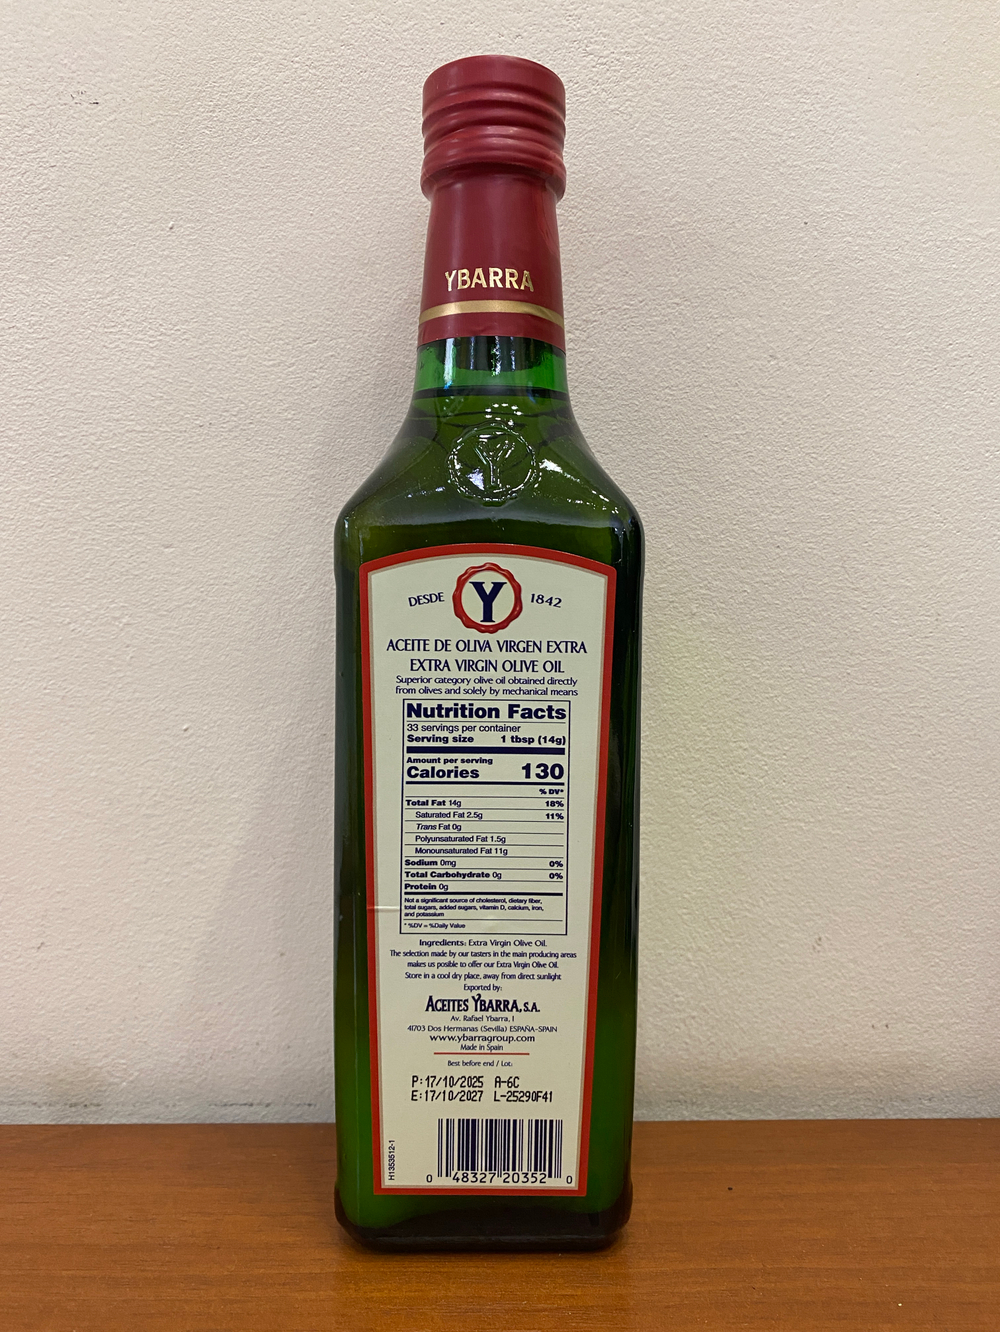 YBARRA
Y
DESDE Y 1842
ACEITE DE OLIVA VIRGEN EXTRA
EXTRA VIRGIN OLIVE OIL
Superior category olive oil obtained directly
from olives and solely by mechanical means
Nutrition Facts
33 servings per container
Serving size 1 tbsp (14g)
Amount per serving
Calories 130
% DV*
Total Fat 14g 18%
Saturated Fat 2.5g 11%
Trans Fat 0g
Polyunsaturated Fat 1.5g
Monounsaturated Fat 11g
Sodium 0mg 0%
Total Carbohydrate 0g 0%
Protein 0g
Not a significant source of cholesterol, dietary fiber,
total sugars, added sugars, vitamin D, calcium, iron,
and potassium
* %DV = %Daily Value
Ingredients: Extra Virgin Olive Oil.
The selection made by our tasters in the main producing areas
makes us posible to offer our Extra Virgin Olive Oil.
Store in a cool dry place, away from direct sunlight
Exported by:
ACEITES YBARRA, S.A.
Av. Rafael Ybarra, 1
41703 Dos Hermanas (Sevilla) ESPAÑA-SPAIN
www.ybarragroup.com
Made in Spain
Best before end / Lot:
P:17/10/2025 A-6C
E:17/10/2027 L-25290F41
H1353512-1
0 48327 20352 0